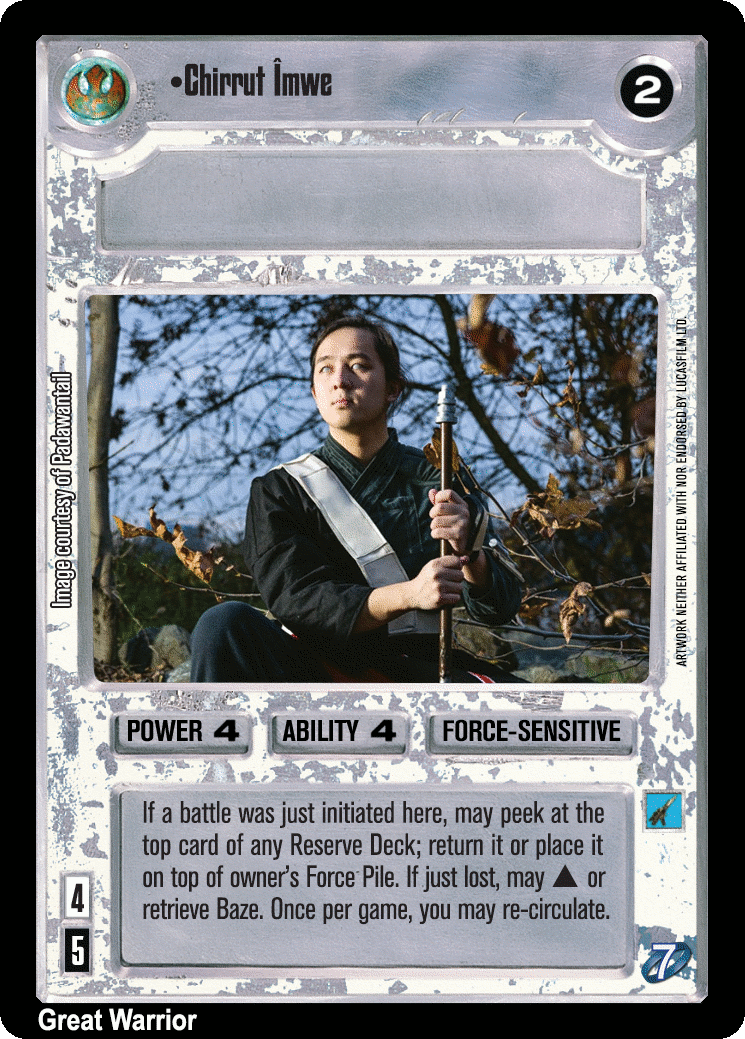 •Chirrut Îmwe
2
Image courtesy of Padawantail
ARTWORK NEITHER AFFILIATED WITH NOR ENDORSED BY LUCASFILM LTD.
POWER 4
ABILITY 4
FORCE-SENSITIVE
If a battle was just initiated here, may peek at the
top card of any Reserve Deck; return it or place it
on top of owner's Force Pile. If just lost, may ▲ or
retrieve Baze. Once per game, you may re-circulate.
4
5
7
Great Warrior